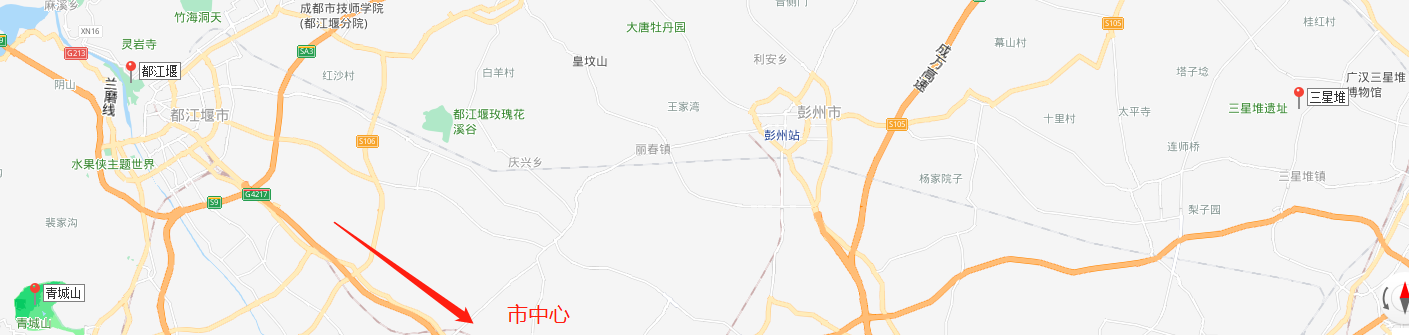 麻溪乡
竹海洞天
成都市技师学院
(都江堰分院)
大唐牡丹园
S105
桂红村
XN16
灵岩寺
G213
SA3
利安乡
幕山村
成万高速
都江堰
阴山
兰磨线
红沙村
白羊村
皇坟山
塔子埝
广汉三星堆
博物馆
三星堆
都江堰市
都江堰玫瑰花
溪谷
王家湾
彭州市
S105
十里村
太平寺
三星堆遗址
S106
彭州站
水果侠主题世界
庆兴乡
丽春镇
连师桥
G4217
S9
杨家院子
三星堆镇
裴家沟
梨子园
青城山
青城山
市中心